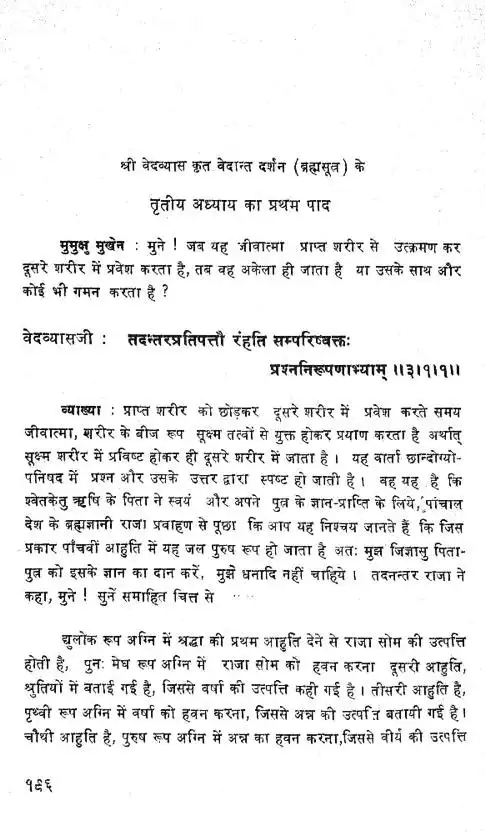 श्री वेदव्यास कृत वेदान्त दर्शन (ब्रह्मसूत्र) के
तृतीय अध्याय का प्रथम पाद
मुमुक्षु मुखेन : मुने ! जब यह जीवात्मा प्राप्त शरीर से उत्क्रमण कर
दूसरे शरीर में प्रवेश करता है, तब वह अकेला ही जाता है या उसके साथ और
कोई भी गमन करता है ?
वेदव्यासजी : तदन्तरप्रतिपत्तौ रंहति सम्परिष्वक्तः
प्रश्ननिरूपणाभ्याम् ॥३।१।१॥
व्याख्या : प्राप्त शरीर को छोड़कर दूसरे शरीर में प्रवेश करते समय
जीवात्मा, शरीर के बीज रूप सूक्ष्म तत्वों से युक्त होकर प्रयाण करता है अर्थात्
सूक्ष्म शरीर में प्रविष्ट होकर ही दूसरे शरीर में जाता है । यह वार्ता छान्दोग्यो-
पनिषद में प्रश्न और उसके उत्तर द्वारा स्पष्ट हो जाती है । वह यह है कि
श्वेतकेतु ऋषि के पिता ने स्वयं और अपने पुत्र के ज्ञान-प्राप्ति के लिये, पांचाल
देश के ब्रह्मज्ञानी राजा प्रवाहण से पूछा कि आप यह निश्चय जानते हैं कि जिस
प्रकार पाँचवीं आहुति में यह जल पुरुष रूप हो जाता है अतः मुझ जिज्ञासु पिता-
पुत्र को इसके ज्ञान का दान करें, मुझे धनादि नहीं चाहिये । तदनन्तर राजा ने
कहा, मुने ! सुनें समाहित चित्त से ....
द्युलोक रूप अग्नि में श्रद्धा की प्रथम आहुति देने से राजा सोम की उत्पत्ति
होती है, पुनः मेघ रूप अग्नि में राजा सोम को हवन करना दूसरी आहुति,
श्रुतियों में बताई गई है, जिससे वर्षा की उत्पत्ति कही गई है । तीसरी आहुति है,
पृथ्वी रूप अग्नि में वर्षा को हवन करना, जिससे अन्न की उत्पत्ति बतायी गई है ।
चौथी आहुति है, पुरुष रूप अग्नि में अन्न का हवन करना,जिससे वीर्य की उत्पत्ति
१९६